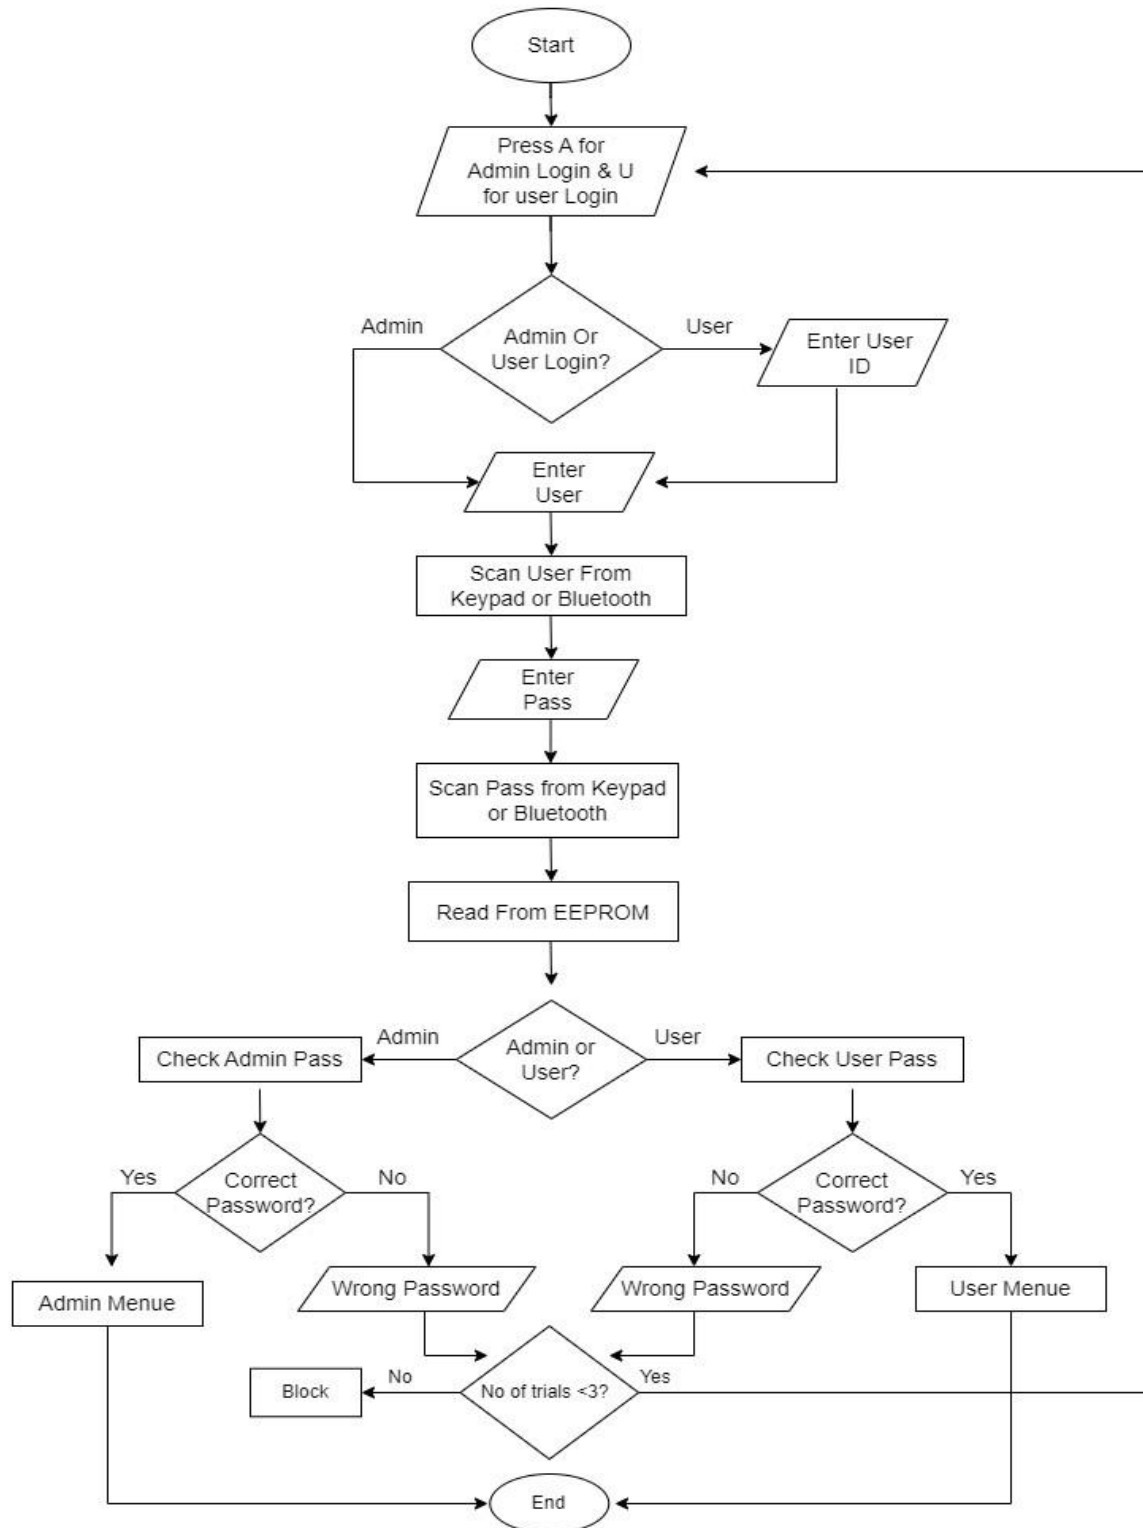 Start
Press A for
Admin Login & U
for user Login
Admin
Admin Or
User Login?
User
Enter User
ID
Enter
User
Scan User From
Keypad or Bluetooth
Enter
Pass
Scan Pass from Keypad
or Bluetooth
Read From EEPROM
Check Admin Pass
Admin
Admin or
User?
User
Check User Pass
Yes
Correct
Password?
No
No
Correct
Password?
Yes
Admin Menue
Wrong Password
Wrong Password
User Menue
Block
No
No of trials <3?
Yes
End